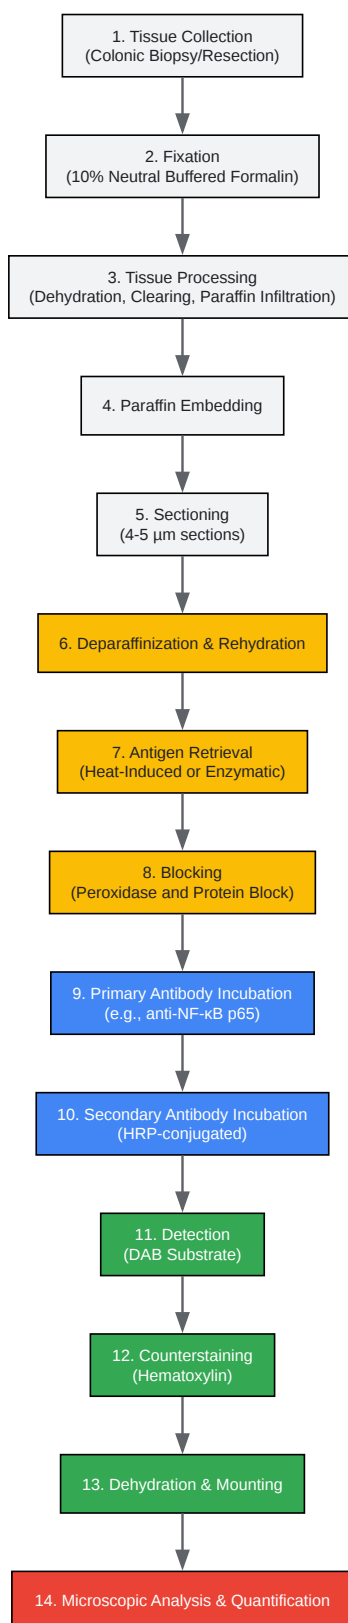 1. Tissue Collection
(Colonic Biopsy/Resection)
2. Fixation
(10% Neutral Buffered Formalin)
3. Tissue Processing
(Dehydration, Clearing, Paraffin Infiltration)
4. Paraffin Embedding
5. Sectioning
(4-5 µm sections)
6. Deparaffinization & Rehydration
7. Antigen Retrieval
(Heat-Induced or Enzymatic)
8. Blocking
(Peroxidase and Protein Block)
9. Primary Antibody Incubation
(e.g., anti-NF-κB p65)
10. Secondary Antibody Incubation
(HRP-conjugated)
11. Detection
(DAB Substrate)
12. Counterstaining
(Hematoxylin)
13. Dehydration & Mounting
14. Microscopic Analysis & Quantification